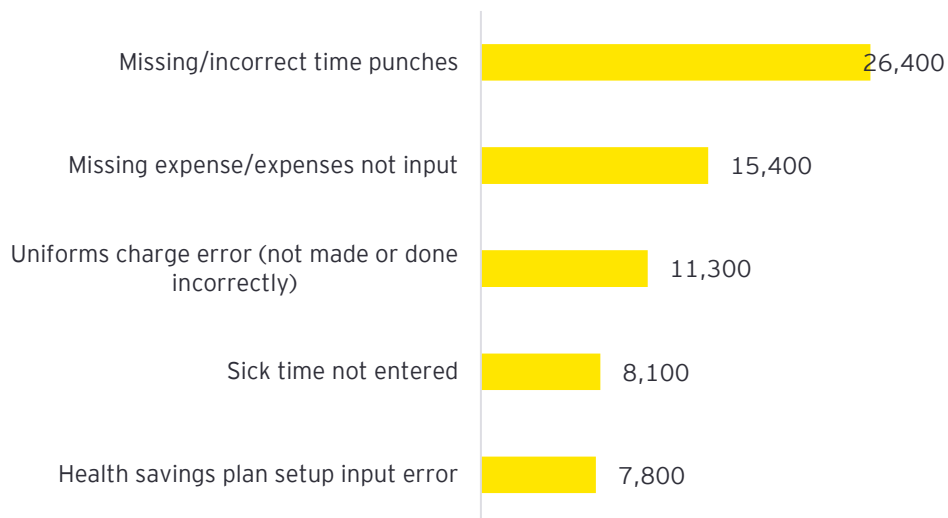 Missing/incorrect time punches
26,400
Missing expense/expenses not input
15,400
Uniforms charge error (not made or done
incorrectly)
11,300
Sick time not entered
8,100
Health savings plan setup input error
7,800